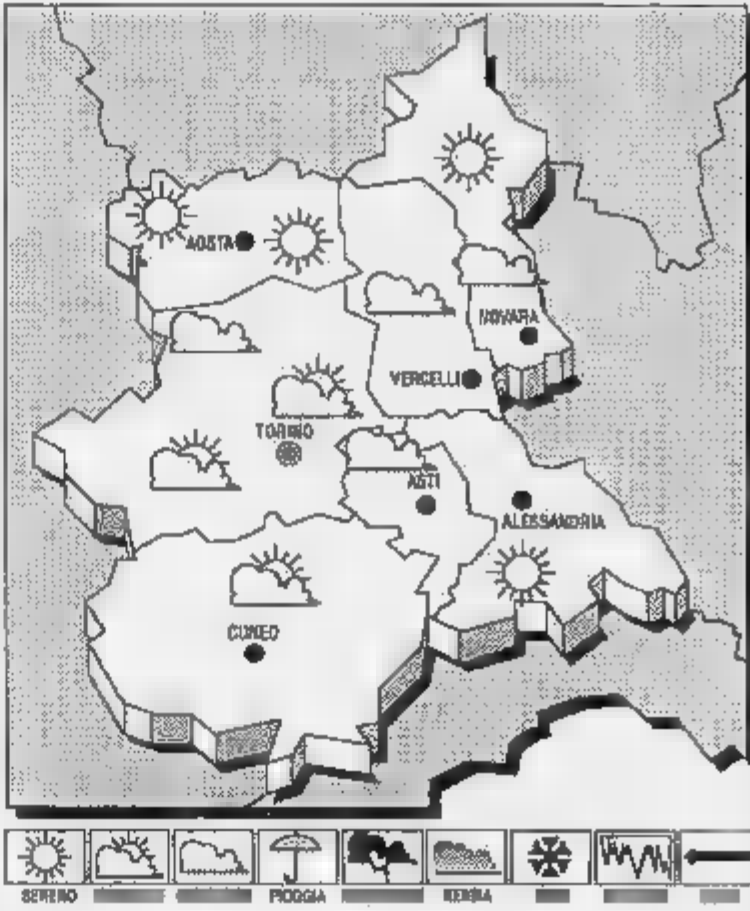 AOSTA
NOVARA
VERCELLI
TORINO
ASTI
ALESSANDRIA
CUNEO
SERENO PIOGGIA NEBBIA